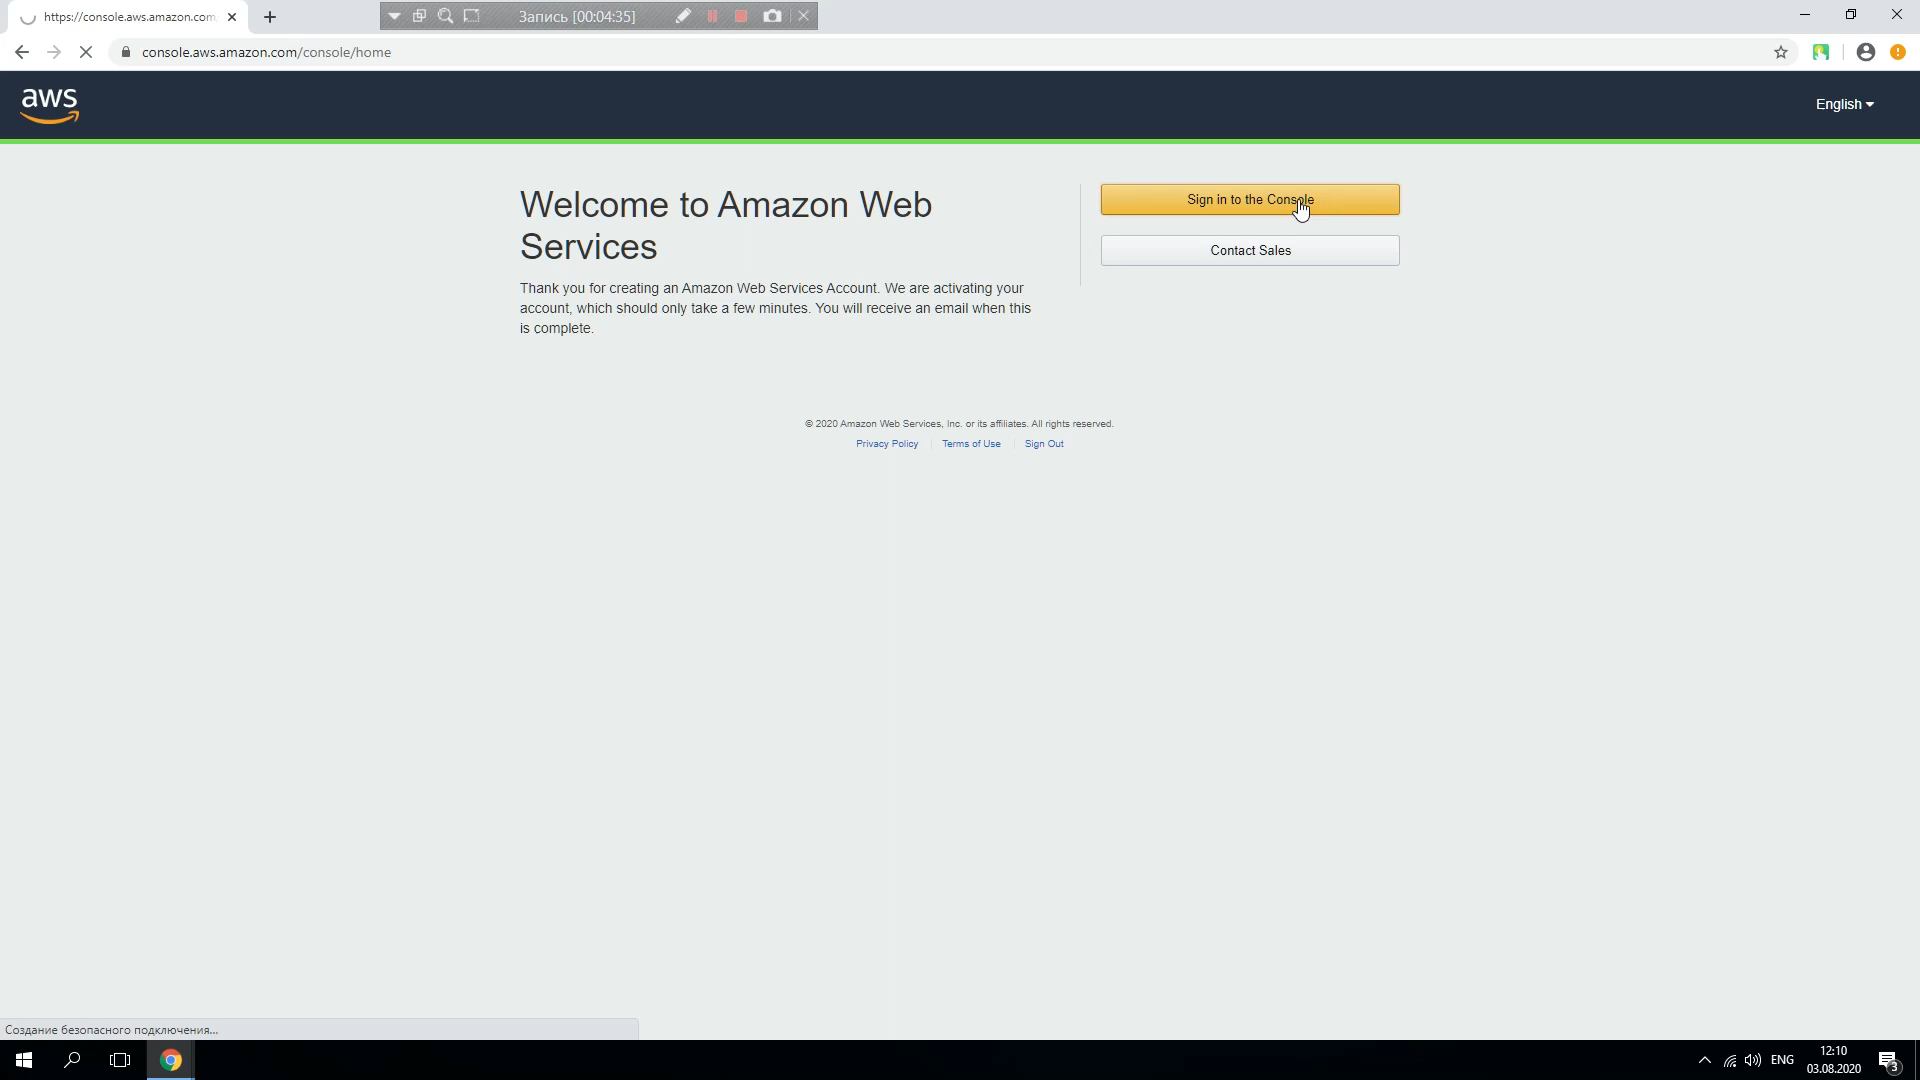 https://console.aws.amazon.com
Запись [00:04:35]
console.aws.amazon.com/console/home
aws
English
Welcome to Amazon Web
Services
Thank you for creating an Amazon Web Services Account. We are activating your
account, which should only take a few minutes. You will receive an email when this
is complete.
Sign in to the Console
Contact Sales
© 2020 Amazon Web Services, Inc. or its affiliates. All rights reserved.
Privacy Policy
Terms of Use
Sign Out
Создание безопасного подключения...
ENG
12:10
03.08.2020
3